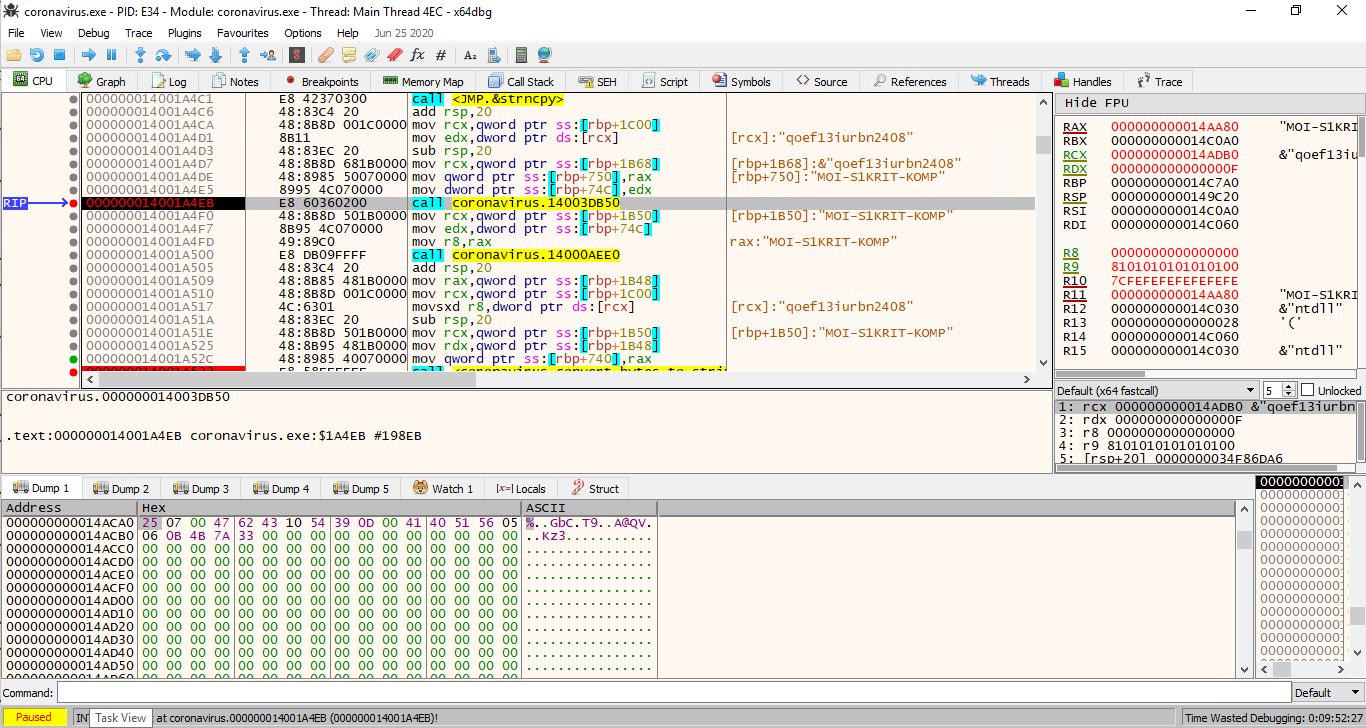 coronavirus.exe - PID: E34 - Module: coronavirus.exe - Thread: Main Thread 4EC - x64dbg
File View Debug Trace Plugins Favourites Options Help Jun 25 2020
CPU Graph Log Notes Breakpoints Memory Map Call Stack SEH Script Symbols Source References Threads Handles Trace
000000014001A4C1 E8 42370300 call <JMP.&strncpy>
000000014001A4C6 48:83C4 20 add rsp,20
000000014001A4CA 48:8B8D 001C0000 mov rcx,qword ptr ss:[rbp+1C00]
000000014001A4D1 8B11 mov edx,dword ptr ds:[rcx] [rcx]:"qoef13iurbn2408"
000000014001A4D3 48:83EC 20 sub rsp,20
000000014001A4D7 48:8B8D 681B0000 mov rcx,qword ptr ss:[rbp+1B68] [rbp+1B68]:&"qoef13iurbn2408"
000000014001A4DE 48:8985 50070000 mov qword ptr ss:[rbp+750],rax [rbp+750]:"MOI-S1KRIT-KOMP"
000000014001A4E5 8995 4C070000 mov dword ptr ss:[rbp+74C],edx
RIP 000000014001A4EB E8 60360200 call coronavirus.14003DB50
000000014001A4F0 48:8B8D 501B0000 mov rcx,qword ptr ss:[rbp+1B50] [rbp+1B50]:"MOI-S1KRIT-KOMP"
000000014001A4F7 8B95 4C070000 mov edx,dword ptr ss:[rbp+74C]
000000014001A4FD 49:89C0 mov r8,rax rax:"MOI-S1KRIT-KOMP"
000000014001A500 E8 DB09FFFF call coronavirus.14000AEE0
000000014001A505 48:83C4 20 add rsp,20
000000014001A509 48:8B85 481B0000 mov rax,qword ptr ss:[rbp+1B48]
000000014001A510 48:8B8D 001C0000 mov rcx,qword ptr ss:[rbp+1C00]
000000014001A517 4C:6301 movsxd r8,dword ptr ds:[rcx] [rcx]:"qoef13iurbn2408"
000000014001A51A 48:83EC 20 sub rsp,20
000000014001A51E 48:8B8D 501B0000 mov rcx,qword ptr ss:[rbp+1B50] [rbp+1B50]:"MOI-S1KRIT-KOMP"
000000014001A525 48:8B95 481B0000 mov rdx,qword ptr ss:[rbp+1B48]
000000014001A52C 48:8985 40070000 mov qword ptr ss:[rbp+740],rax
Hide FPU
RAX 000000000014AA80 "MOI-S1KRI
RBX 000000000014C0A0
RCX 000000000014ADB0 &"qoef13iu
RDX 000000000000000F
RBP 000000000014C7A0
RSP 0000000000149C20
RSI 000000000014C0A0
RDI 000000000014C060
R8 0000000000000000
R9 8101010101010100
R10 7CFEFEFEFEFEFEFE
R11 000000000014AA80 "MOI-S1KRI
R12 000000000014C030 &"ntdll"
R13 0000000000000028 '('
R14 000000000014C060
R15 000000000014C030 &"ntdll"
Default (x64 fastcall) 5 Unlocked
1: rcx 000000000014ADB0 &"qoef13iurbn
2: rdx 000000000000000F
3: r8 0000000000000000
4: r9 8101010101010100
5: [rsp+20] 0000000034F86DA6
coronavirus.000000014003DB50
.text:000000014001A4EB coronavirus.exe:$1A4EB #198EB
Dump 1 Dump 2 Dump 3 Dump 4 Dump 5 Watch 1 [x=] Locals Struct
Address Hex ASCII
000000000014ACA0 25 07 00 47 62 43 10 54 39 0D 00 41 40 51 56 05 %..GbC.T9..A@QV.
000000000014ACB0 06 0B 4B 7A 33 00 00 00 00 00 00 00 00 00 00 00 ..Kz3...........
000000000014ACC0 00 00 00 00 00 00 00 00 00 00 00 00 00 00 00 00 ................
000000000014ACD0 00 00 00 00 00 00 00 00 00 00 00 00 00 00 00 00 ................
000000000014ACE0 00 00 00 00 00 00 00 00 00 00 00 00 00 00 00 00 ................
000000000014ACF0 00 00 00 00 00 00 00 00 00 00 00 00 00 00 00 00 ................
000000000014AD00 00 00 00 00 00 00 00 00 00 00 00 00 00 00 00 00 ................
000000000014AD10 00 00 00 00 00 00 00 00 00 00 00 00 00 00 00 00 ................
000000000014AD20 00 00 00 00 00 00 00 00 00 00 00 00 00 00 00 00 ................
000000000014AD30 00 00 00 00 00 00 00 00 00 00 00 00 00 00 00 00 ................
000000000014AD40 00 00 00 00 00 00 00 00 00 00 00 00 00 00 00 00 ................
000000000014AD50 00 00 00 00 00 00 00 00 00 00 00 00 00 00 00 00 ................
Command: Default
Paused INT Task View at coronavirus.000000014001A4EB (000000014001A4EB)! Time Wasted Debugging: 0:09:52:27